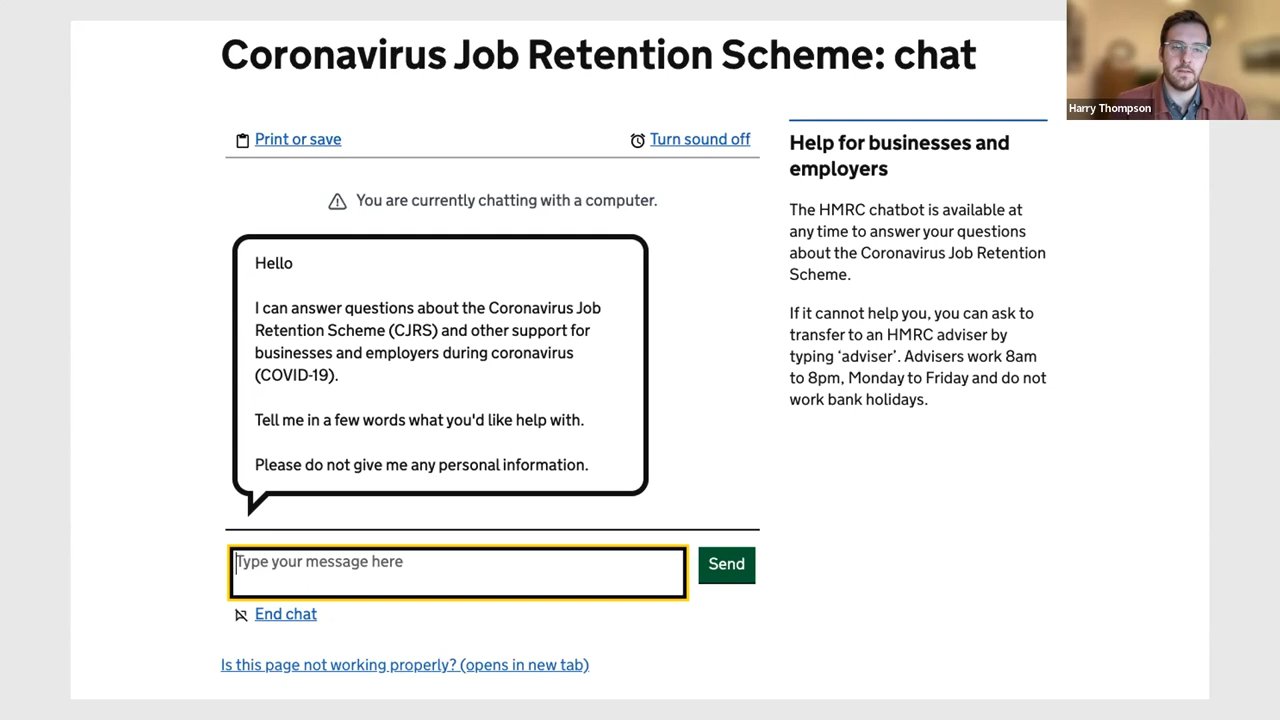 Coronavirus Job Retention Scheme: chat
Harry Thompson
Print or save
Turn sound off
You are currently chatting with a computer.
Hello
I can answer questions about the Coronavirus Job
Retention Scheme (CJRS) and other support for
businesses and employers during coronavirus
(COVID-19).
Tell me in a few words what you'd like help with.
Please do not give me any personal information.
Type your message here
Send
End chat
Is this page not working properly? (opens in new tab)
Help for businesses and
employers
The HMRC chatbot is available at
any time to answer your questions
about the Coronavirus Job Retention
Scheme.
If it cannot help you, you can ask to
transfer to an HMRC adviser by
typing ‘adviser’. Advisers work 8am
to 8pm, Monday to Friday and do not
work bank holidays.